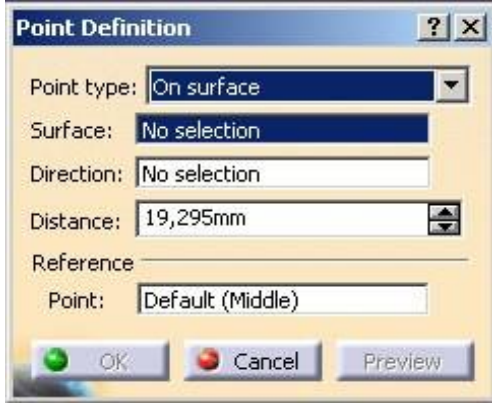 Point Definition ? X
Point type: On surface
Surface: No selection
Direction: No selection
Distance: 19,295mm
Reference
Point: Default (Middle)
OK Cancel Preview